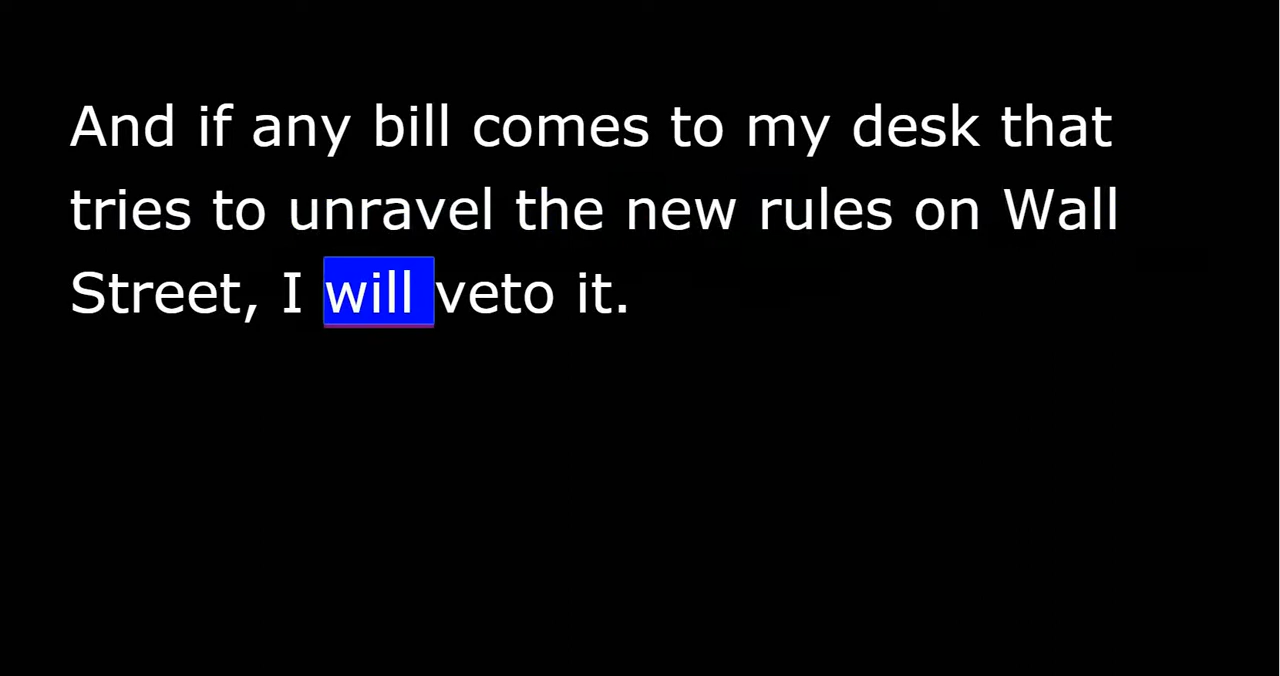 And if any bill comes to my desk that
tries to unravel the new rules on Wall
Street, I will veto it.